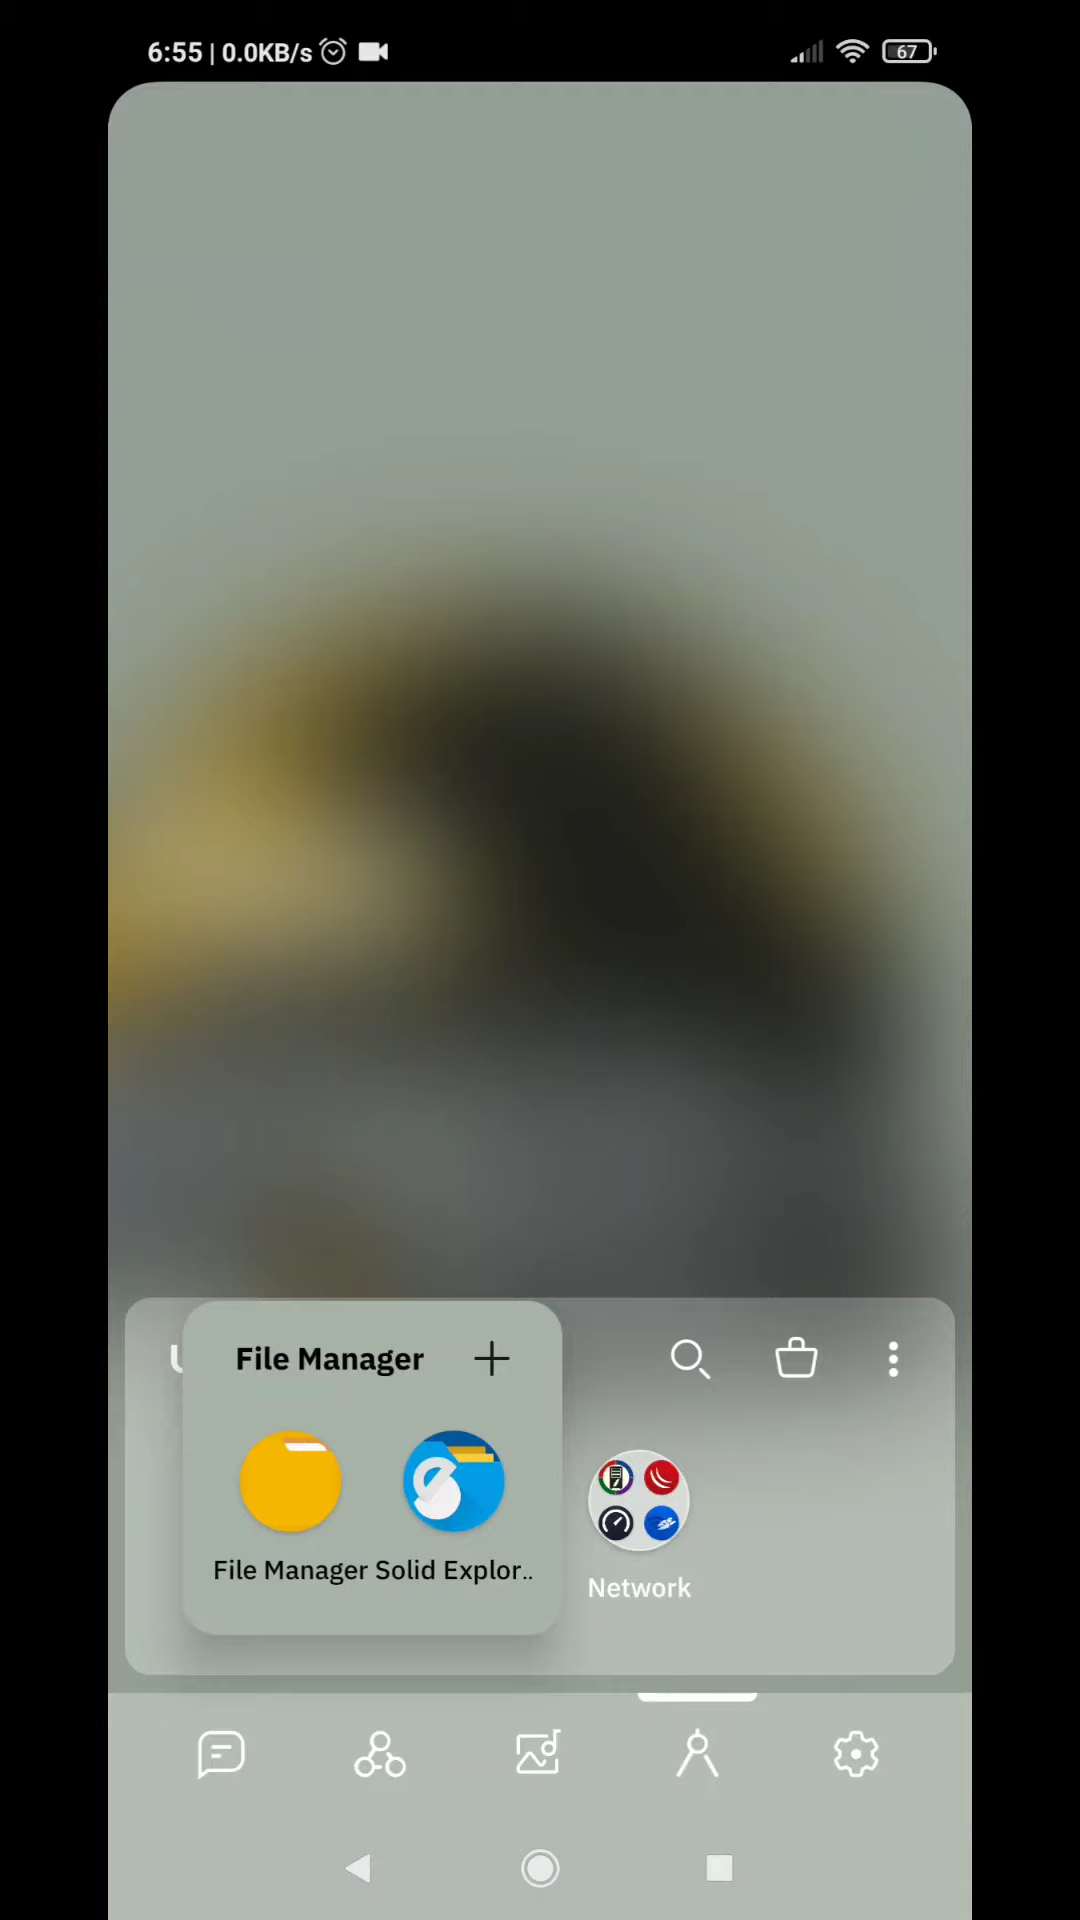 6:55 | 0.0KB/s
67
File Manager
File Manager
Solid Explor..
Network